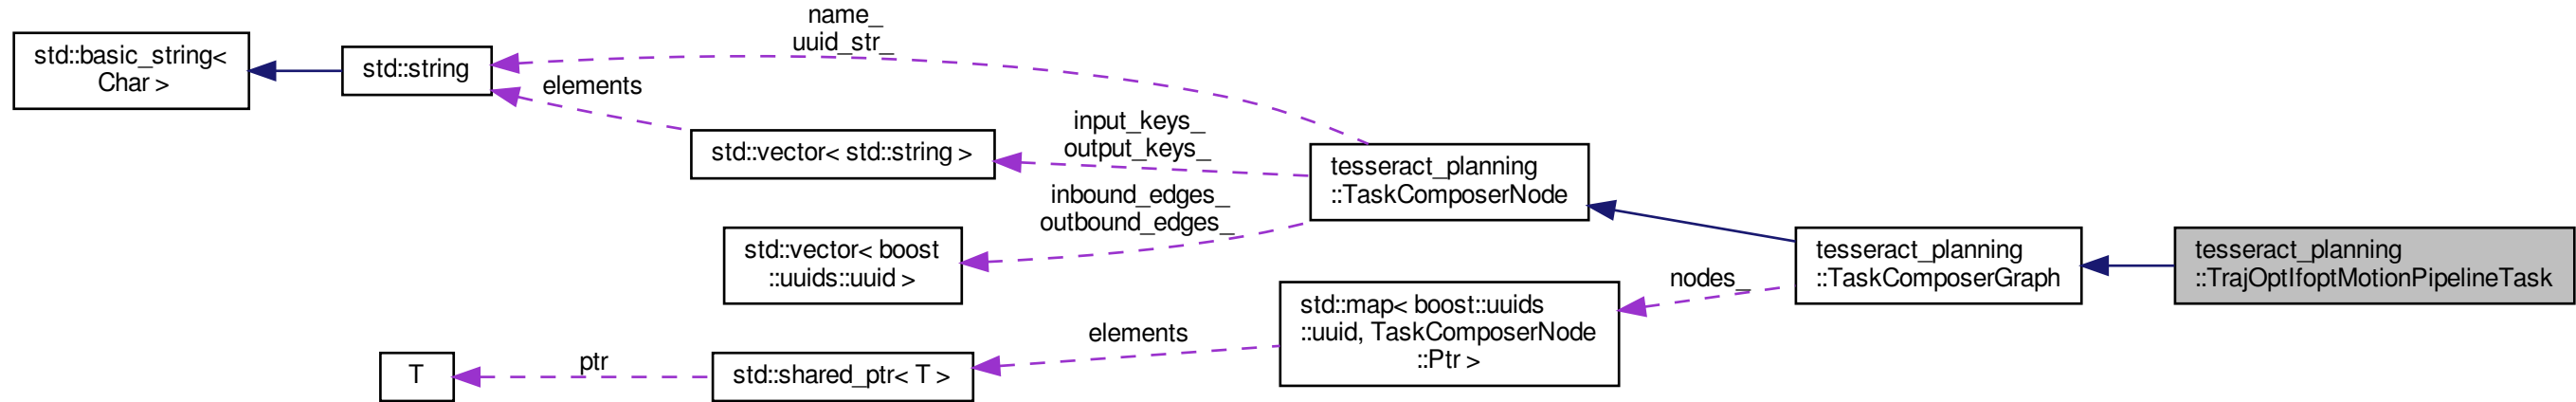 name_
uuid_str_
std::basic_string<
Char >
std::string
elements
input_keys_
output_keys_
std::vector< std::string >
tesseract_planning
::TaskComposerNode
inbound_edges_
outbound_edges_
std::vector< boost
::uuids::uuid >
tesseract_planning
::TaskComposerGraph
tesseract_planning
::TrajOptIfoptMotionPipelineTask
nodes_
std::map< boost::uuids
::uuid, TaskComposerNode
::Ptr >
elements
ptr
T
std::shared_ptr< T >